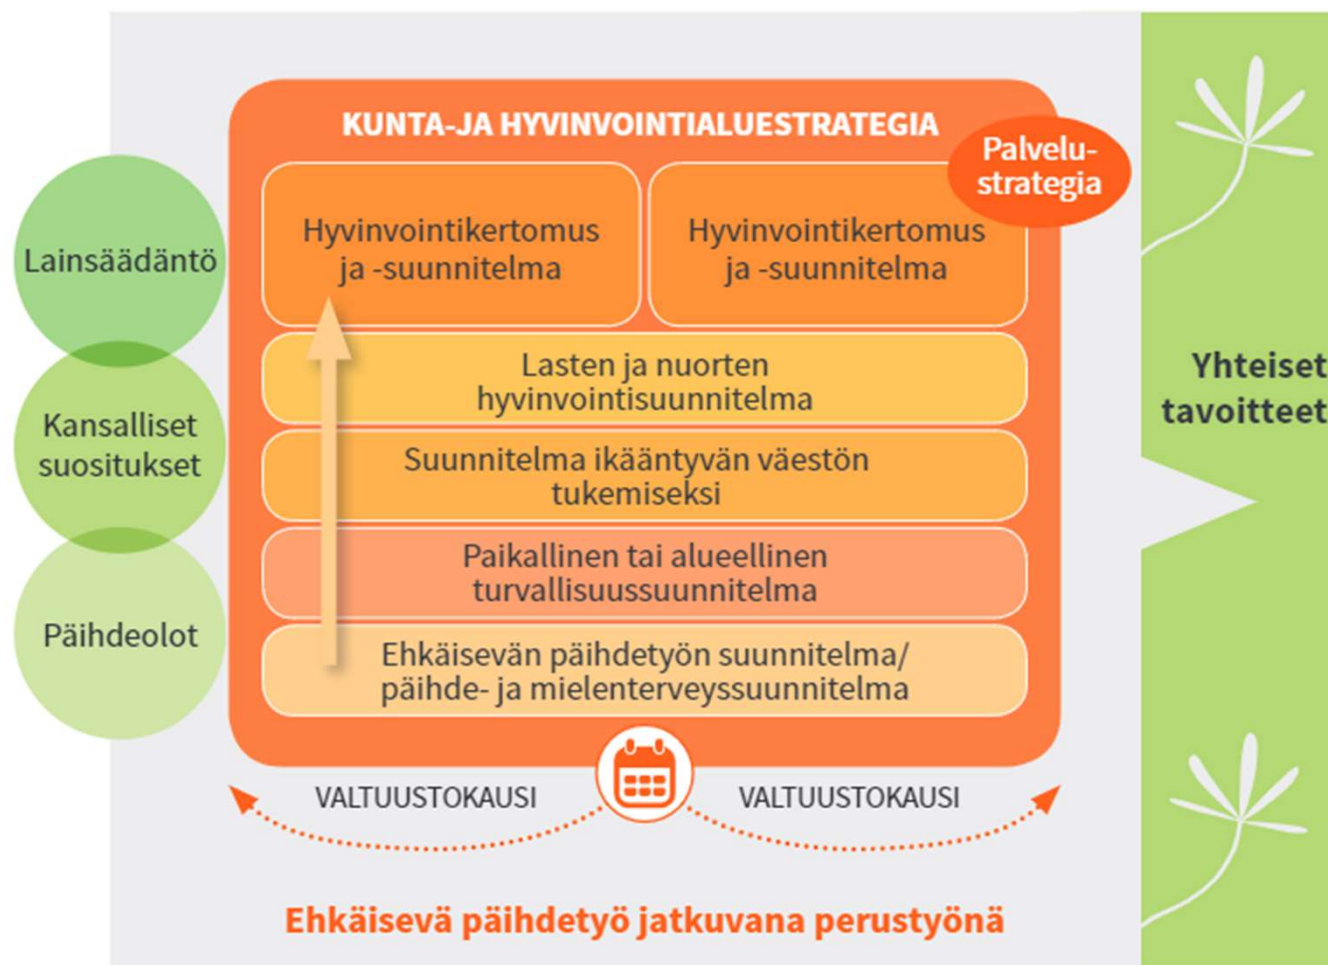 KUNTA-JA HYVINVOINTIALUESTRATEGIA
Palvelu-
strategia
Hyvinvointikertomus
ja -suunnitelma
Hyvinvointikertomus
ja -suunnitelma
Lainsäädäntö
Lasten ja nuorten
hyvinvointisuunnitelma
Yhteiset
tavoitteet
Kansalliset
suositukset
Suunnitelma ikääntyvän väestön
tukemiseksi
Paikallinen tai alueellinen
turvallisuussuunnitelma
Päihdeolot
Ehkäisevän päihdetyön suunnitelma/
päihde- ja mielenterveyssuunnitelma
VALTUUSTOKAUSI
VALTUUSTOKAUSI
Ehkäisevä päihdetyö jatkuvana perustyönä